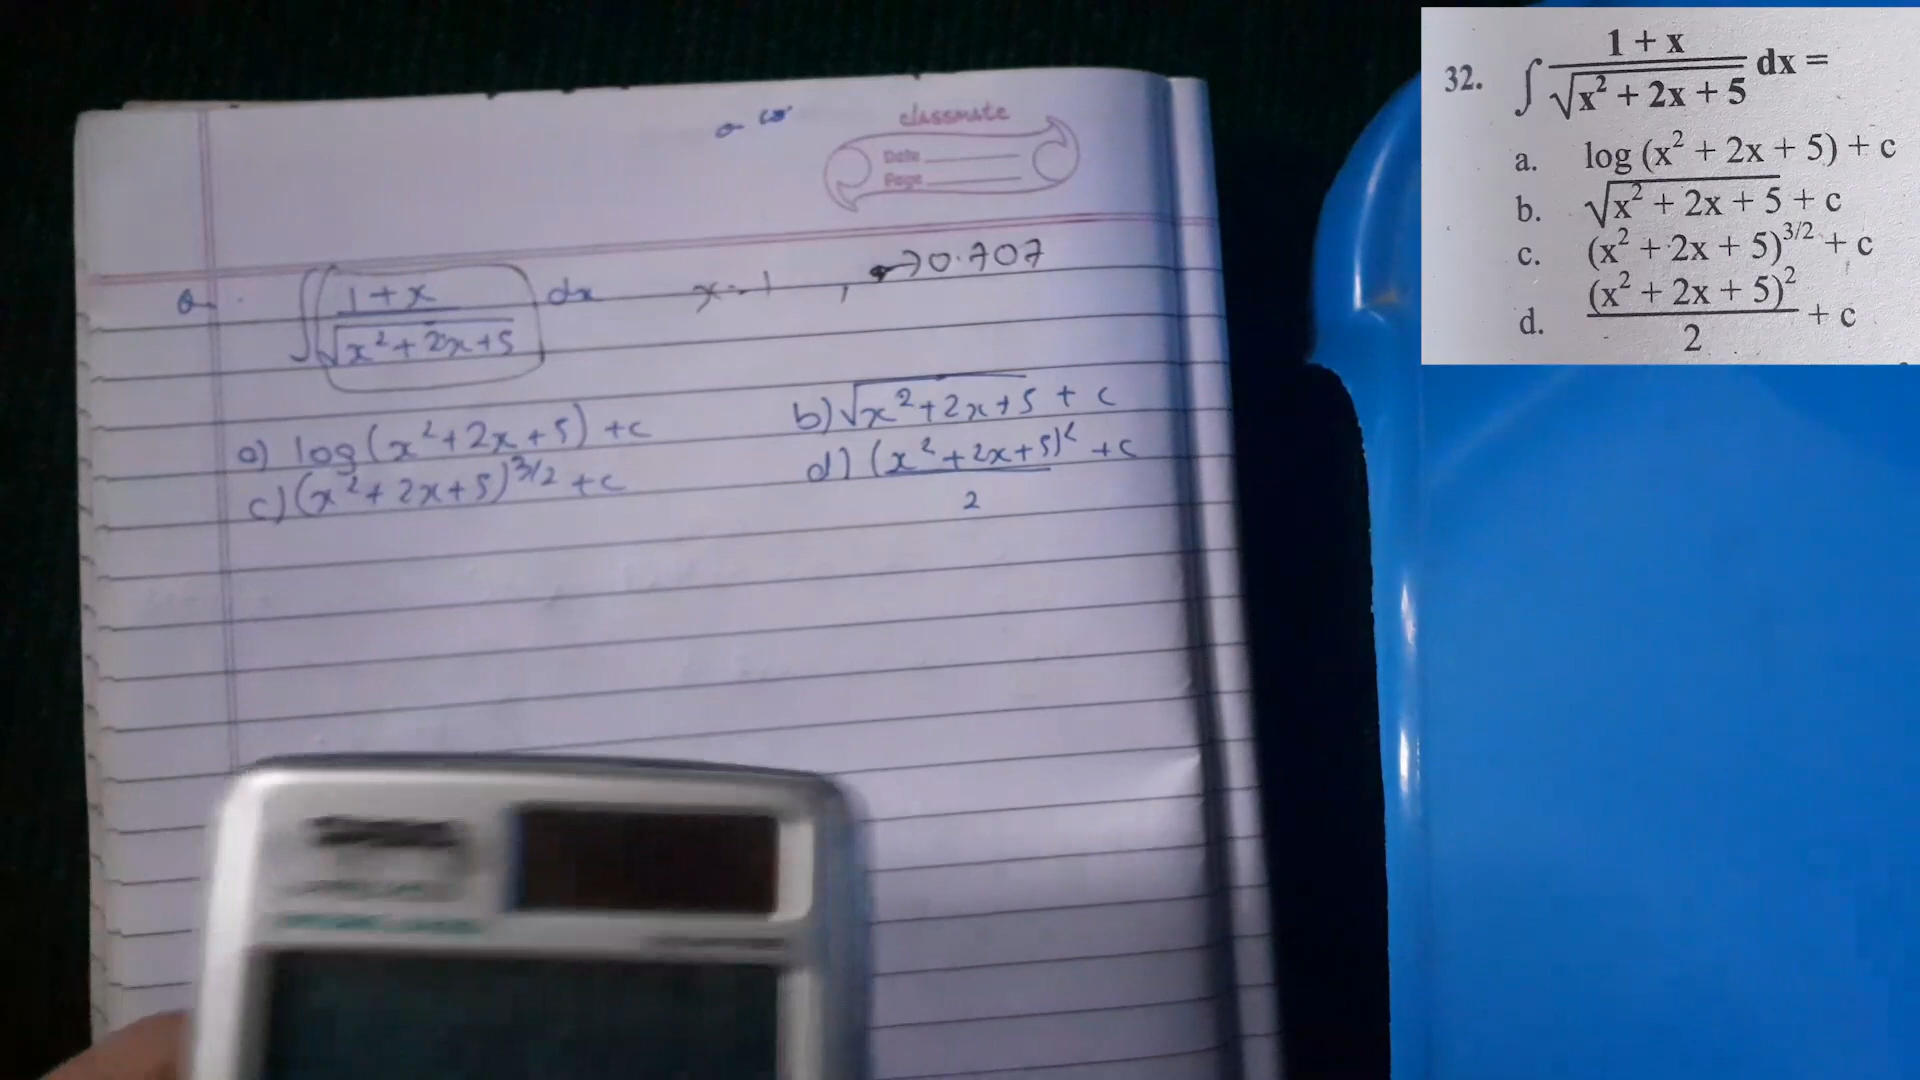 classmate
Date
Page
Q. ∫ 1+x / √x²+2x+5 dx x=1 , → 0.707
a) log(x²+2x+5)+c b) √x²+2x+5 + c
c) (x²+2x+5)^3/2 +c d) (x²+2x+5)² +c / 2
32. ∫ 1 + x / √x² + 2x + 5 dx =
a. log (x² + 2x + 5) + c
b. √x² + 2x + 5 + c
c. (x² + 2x + 5)^3/2 + c
d. (x² + 2x + 5)² / 2 + c